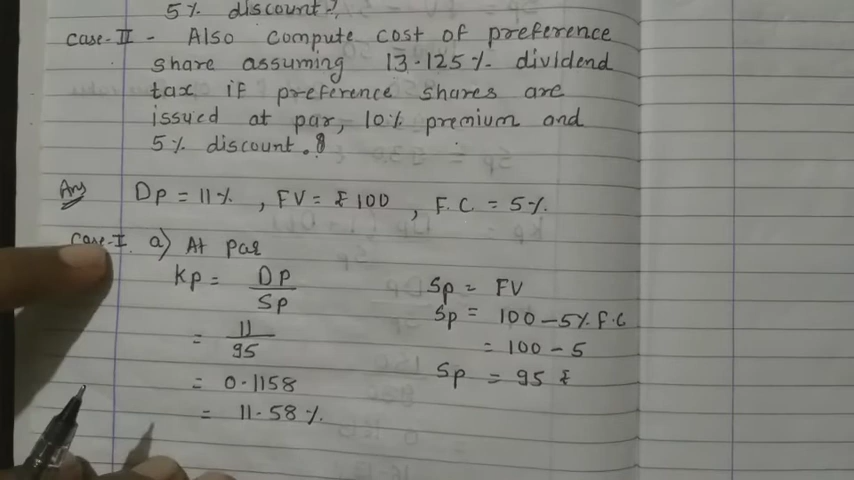 5% discount?
Case-II - Also compute cost of preference
share assuming 13.125% dividend
tax if preference shares are
issued at par, 10% premium and
5% discount.?
Ans Dp = 11%, FV = ₹100, F.C. = 5%.
Case-I. a) At par
Kp = Dp / Sp
= 11 / 95
= 0.1158
= 11.58%.
Sp = FV
Sp = 100 - 5% F.C
= 100 - 5
Sp = 95 ₹